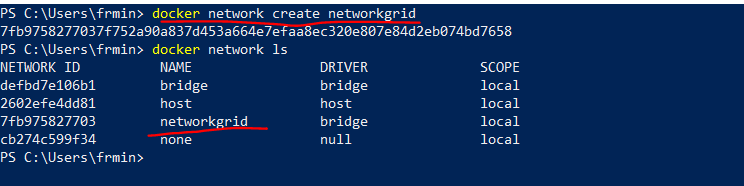 PS C:\Users\frmin> docker network create networkgrid
7fb9758277037f752a90a837d453a664e7efaa8ec320e807e84d2eb074bd7658
PS C:\Users\frmin> docker network ls
NETWORK ID NAME DRIVER SCOPE
defbd7e106b1 bridge bridge local
2602efe4dd81 host host local
7fb975827703 networkgrid bridge local
cb274c599f34 none null local
PS C:\Users\frmin>